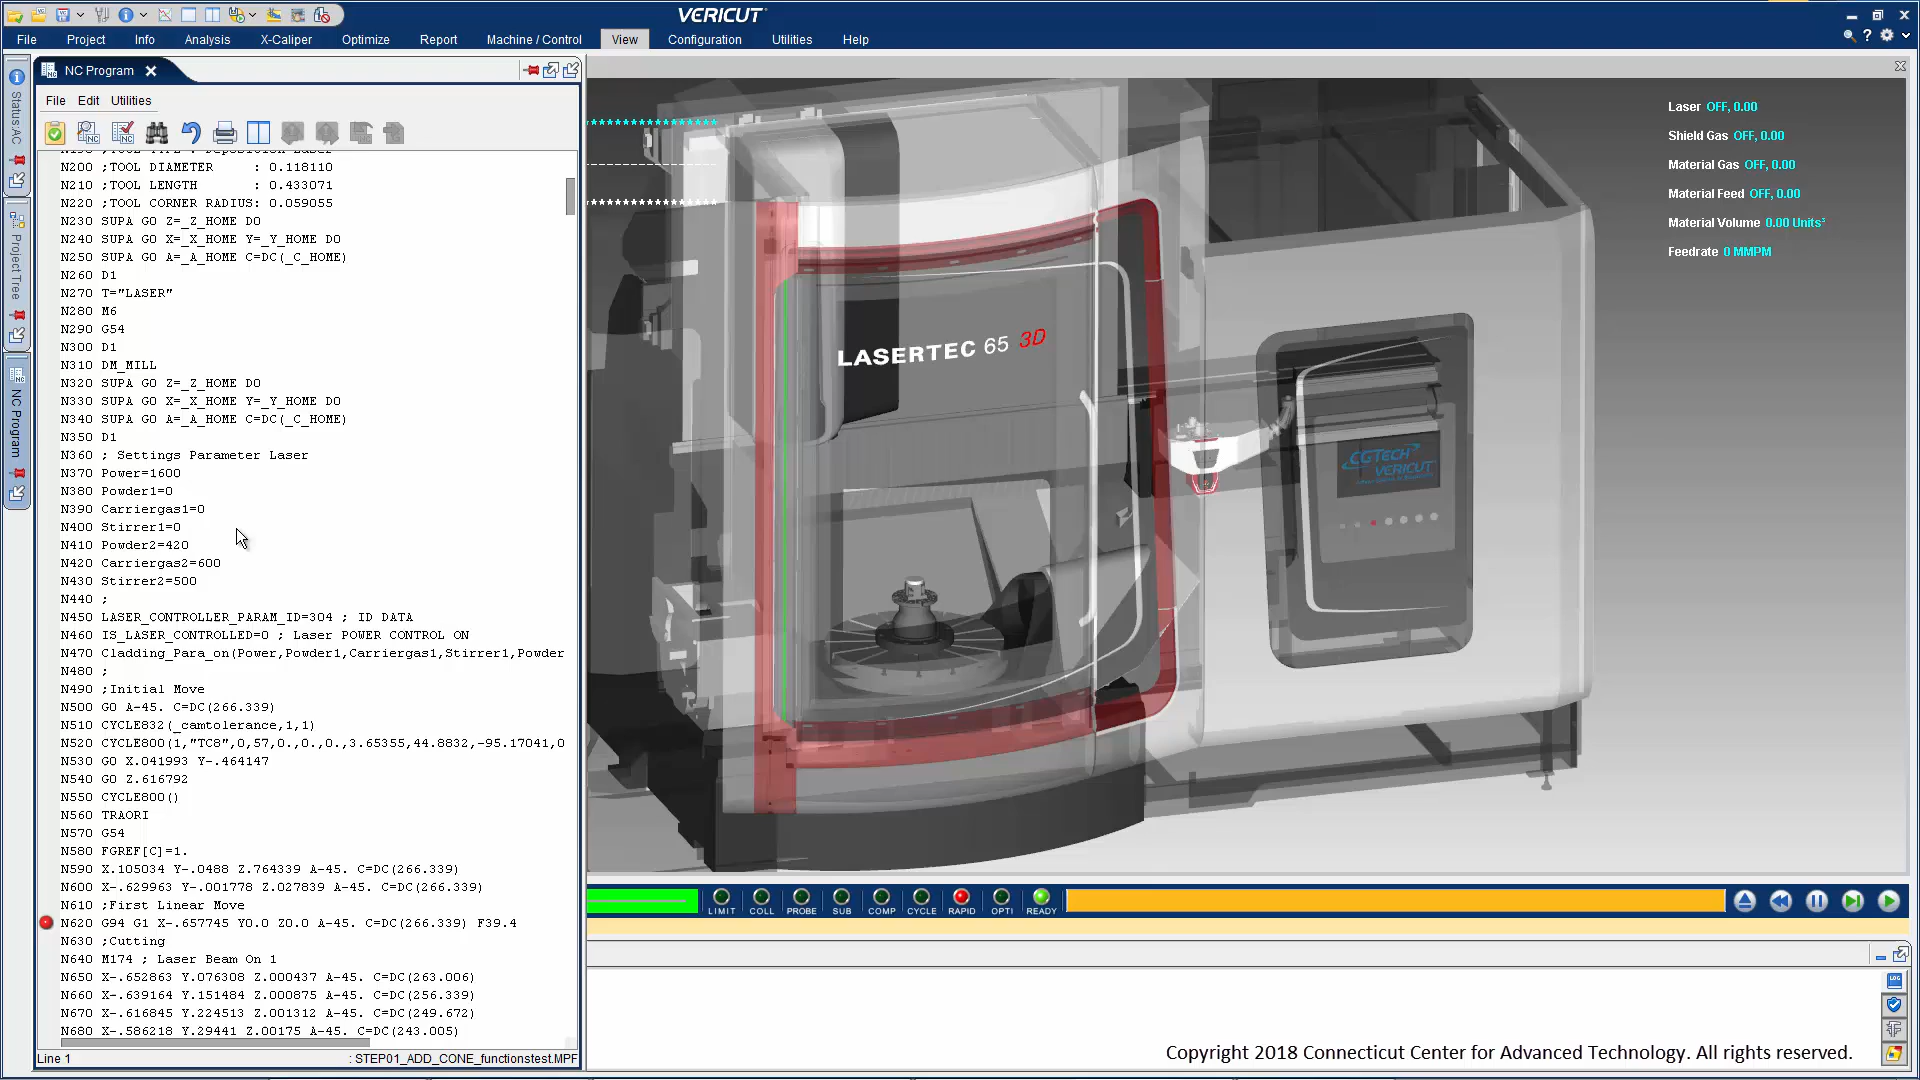 VERICUT
File Project Info Analysis X-Caliper Optimize Report Machine / Control View Configuration Utilities Help
Status:AC
Project Tree
NC Program
NC Program
File Edit Utilities
N200 ;TOOL DIAMETER : 0.118110
N210 ;TOOL LENGTH : 0.433071
N220 ;TOOL CORNER RADIUS: 0.059055
N230 SUPA G0 Z=_Z_HOME D0
N240 SUPA G0 X=_X_HOME Y=_Y_HOME D0
N250 SUPA G0 A=_A_HOME C=DC(_C_HOME)
N260 D1
N270 T="LASER"
N280 M6
N290 G54
N300 D1
N310 DM_MILL
N320 SUPA G0 Z=_Z_HOME D0
N330 SUPA G0 X=_X_HOME Y=_Y_HOME D0
N340 SUPA G0 A=_A_HOME C=DC(_C_HOME)
N350 D1
N360 ; Settings Parameter Laser
N370 Power=1600
N380 Powder1=0
N390 Carriergas1=0
N400 Stirrer1=0
N410 Powder2=420
N420 Carriergas2=600
N430 Stirrer2=500
N440 ;
N450 LASER_CONTROLLER_PARAM_ID=304 ; ID DATA
N460 IS_LASER_CONTROLLED=0 ; Laser POWER CONTROL ON
N470 Cladding_Para_on(Power,Powder1,Carriergas1,Stirrer1,Powder
N480 ;
N490 ;Initial Move
N500 G0 A-45. C=DC(266.339)
N510 CYCLE832(_camtolerance,1,1)
N520 CYCLE800(1,"TC8",0,57,0.,0.,0.,3.65355,44.8832,-95.17041,0
N530 G0 X.041993 Y-.464147
N540 G0 Z.616792
N550 CYCLE800()
N560 TRAORI
N570 G54
N580 FGREF[C]=1.
N590 X.105034 Y-.0488 Z.764339 A-45. C=DC(266.339)
N600 X-.629963 Y-.001778 Z.027839 A-45. C=DC(266.339)
N610 ;First Linear Move
N620 G94 G1 X-.657745 Y0.0 Z0.0 A-45. C=DC(266.339) F39.4
N630 ;Cutting
N640 M174 ; Laser Beam On 1
N650 X-.652863 Y.076308 Z.000437 A-45. C=DC(263.006)
N660 X-.639164 Y.151484 Z.000875 A-45. C=DC(256.339)
N670 X-.616845 Y.224513 Z.001312 A-45. C=DC(249.672)
N680 X-.586218 Y.29441 Z.00175 A-45. C=DC(243.005)
Line 1 : STEP01_ADD_CONE_functionstest.MPF
Laser OFF, 0.00
Shield Gas OFF, 0.00
Material Gas OFF, 0.00
Material Feed OFF, 0.00
Material Volume 0.00 Units³
Feedrate 0 MMPM
LASERTEC 65 3D
CGTECH
VERICUT
LIMIT COLL PROBE SUB COMP CYCLE RAPID OPTI READY
LOG
Copyright 2018 Connecticut Center for Advanced Technology. All rights reserved.